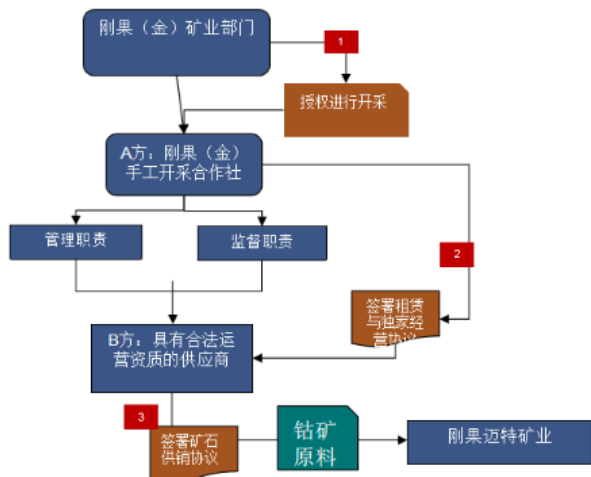 刚果（金）矿业部门
1
授权进行开采
A方：刚果（金）
手工开采合作社
管理职责
监督职责
2
签署租赁
与独家经
营协议
B方：具有合法运
营资质的供应商
3
签署矿石
供销协议
钴矿
原料
刚果迈特矿业